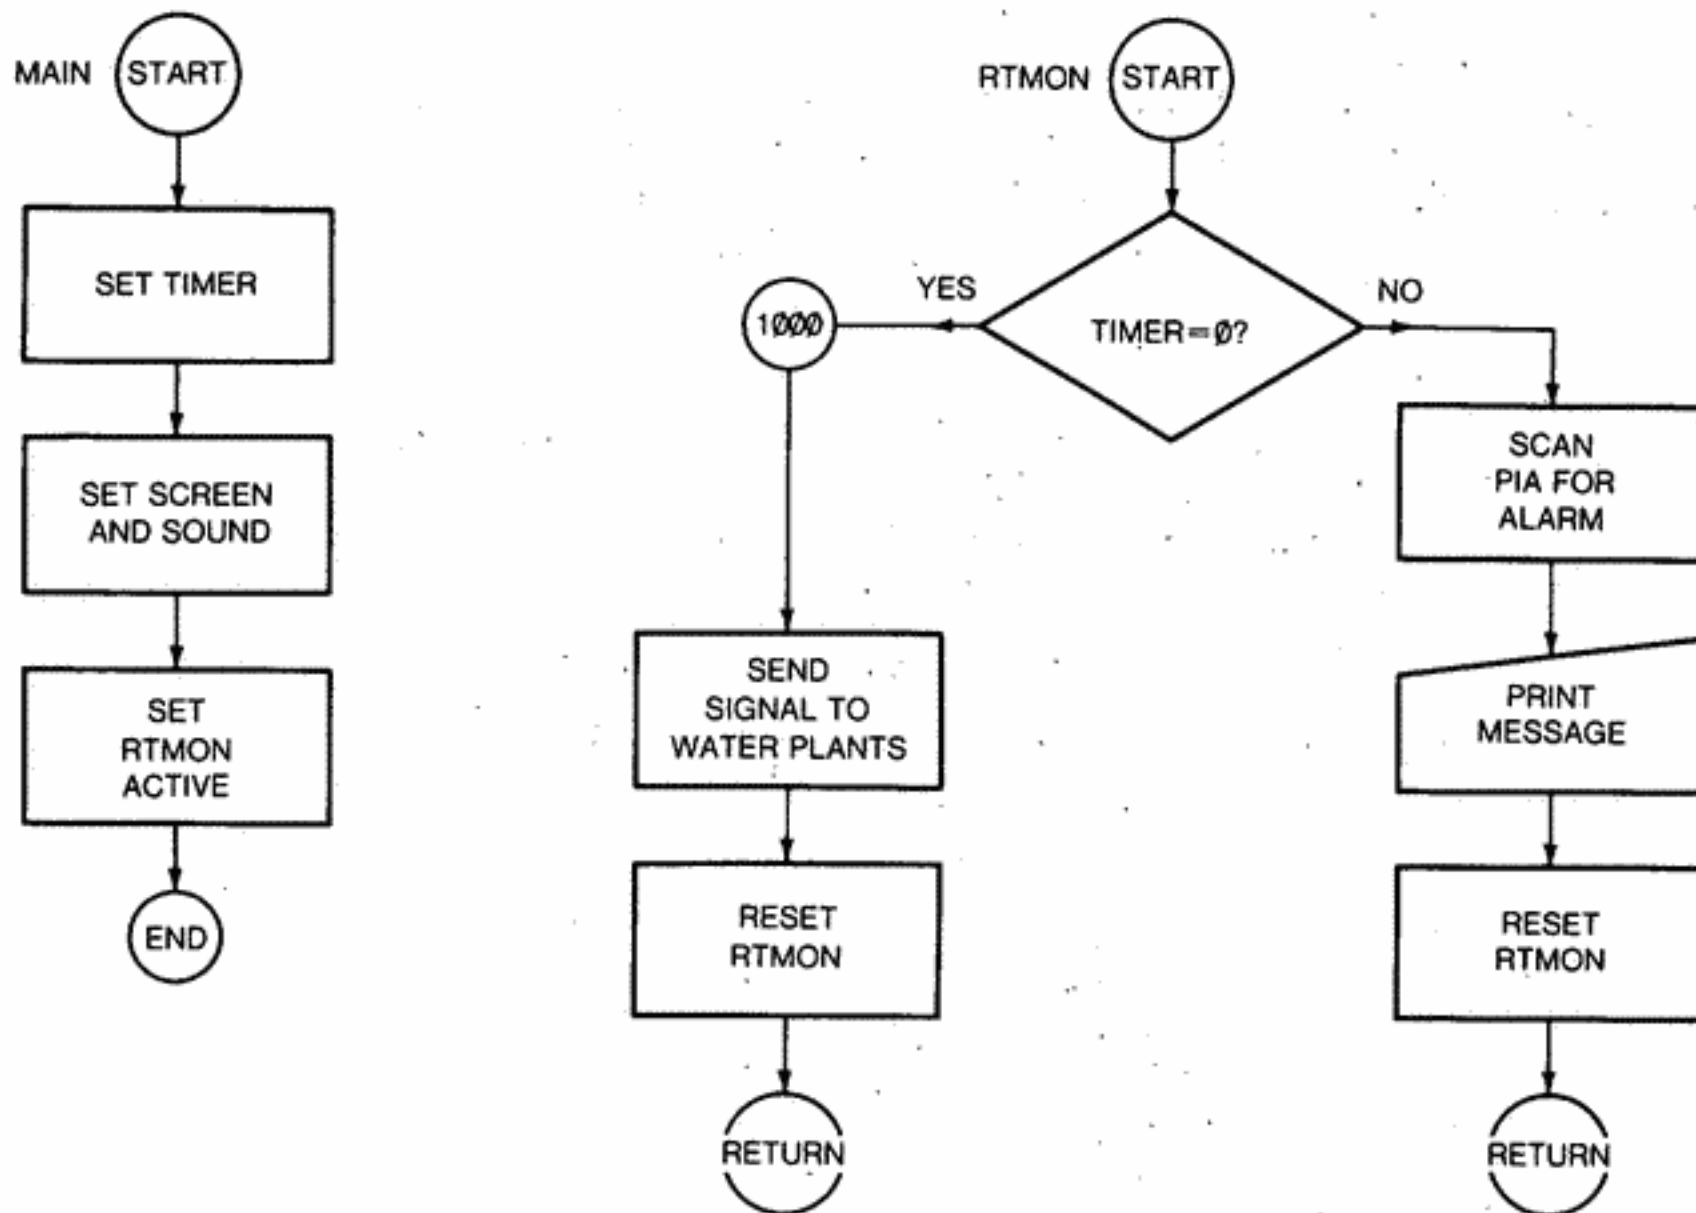 MAIN
START
SET TIMER
SET SCREEN
AND SOUND
SET
RTMON
ACTIVE
END
RTMON
START
TIMER=Ø?
YES
NO
1ØØØ
SEND
SIGNAL TO
WATER PLANTS
RESET
RTMON
RETURN
SCAN
PIA FOR
ALARM
PRINT
MESSAGE
RESET
RTMON
RETURN